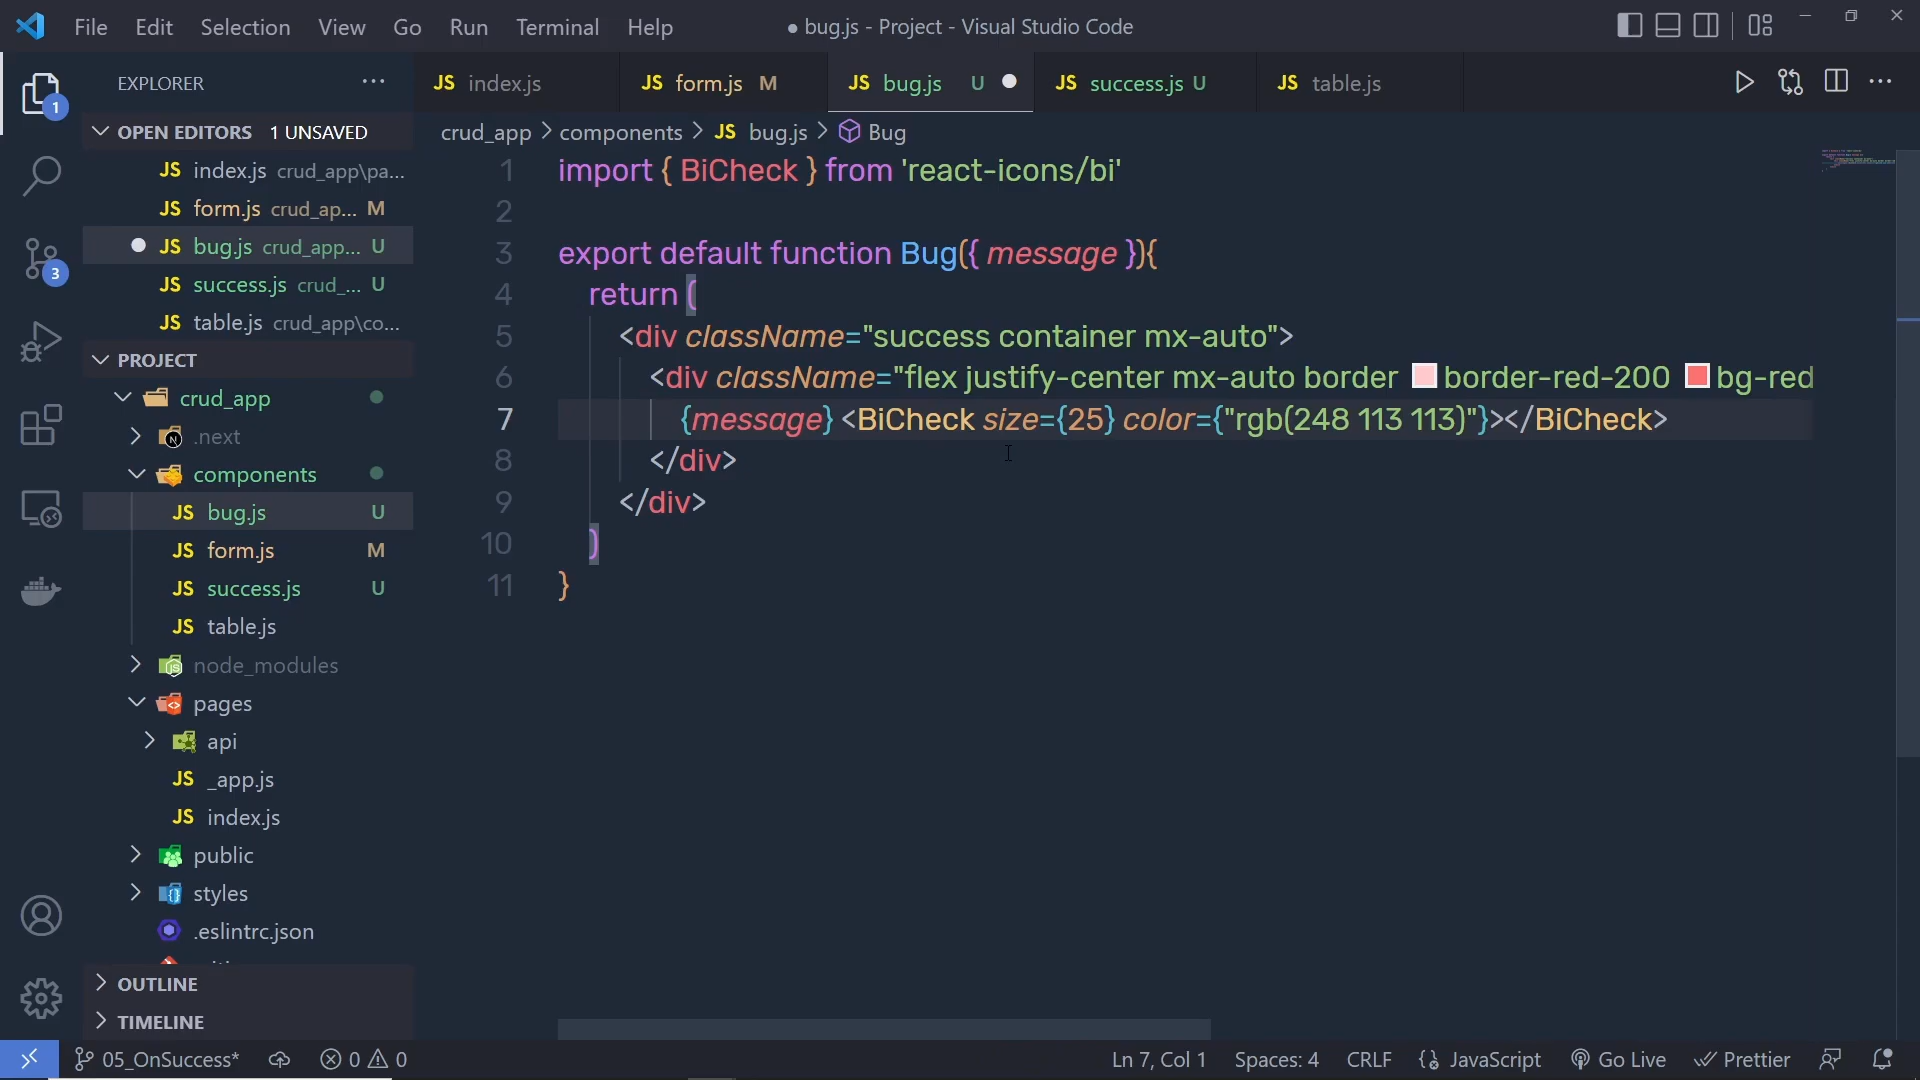 File Edit Selection View Go Run Terminal Help ● bug.js - Project - Visual Studio Code
EXPLORER ···
JS index.js JS form.js M JS bug.js U JS success.js U JS table.js
OPEN EDITORS 1 UNSAVED
crud_app > components > JS bug.js > Bug
JS index.js crud_app\pa...
JS form.js crud_ap... M
JS bug.js crud_app... U
JS success.js crud_... U
JS table.js crud_app\co...
1 import { BiCheck } from 'react-icons/bi'
2
3 export default function Bug({ message }){
4 return (
5 <div className="success container mx-auto">
6 <div className="flex justify-center mx-auto border border-red-200 bg-red
7 {message} <BiCheck size={25} color={"rgb(248 113 113)"}></BiCheck>
8 </div>
9 </div>
10 )
11 }
PROJECT
crud_app
.next
components
JS bug.js U
JS form.js M
JS success.js U
JS table.js
node_modules
pages
api
JS _app.js
JS index.js
public
styles
.eslintrc.json
OUTLINE
TIMELINE
1
3
05_OnSuccess* 0 0 Ln 7, Col 1 Spaces: 4 CRLF JavaScript Go Live Prettier